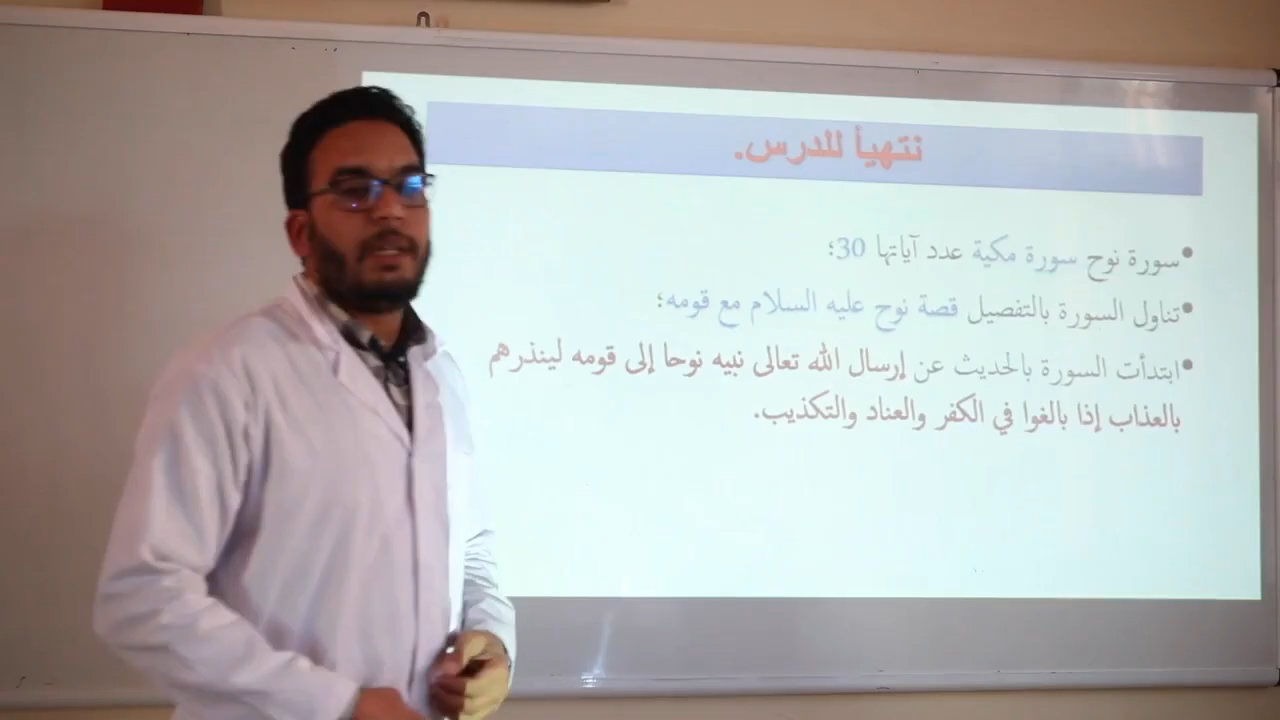 نتهيأ للدرس.
•سورة نوح سورة مكية عدد آياتها 30؛
•تناول السورة بالتفصيل قصة نوح عليه السلام مع قومه؛
•ابتدأت السورة بالحديث عن إرسال الله تعالى نبيه نوحا إلى قومه لينذرهم
بالعذاب إذا بالغوا في الكفر والعناد والتكذيب.